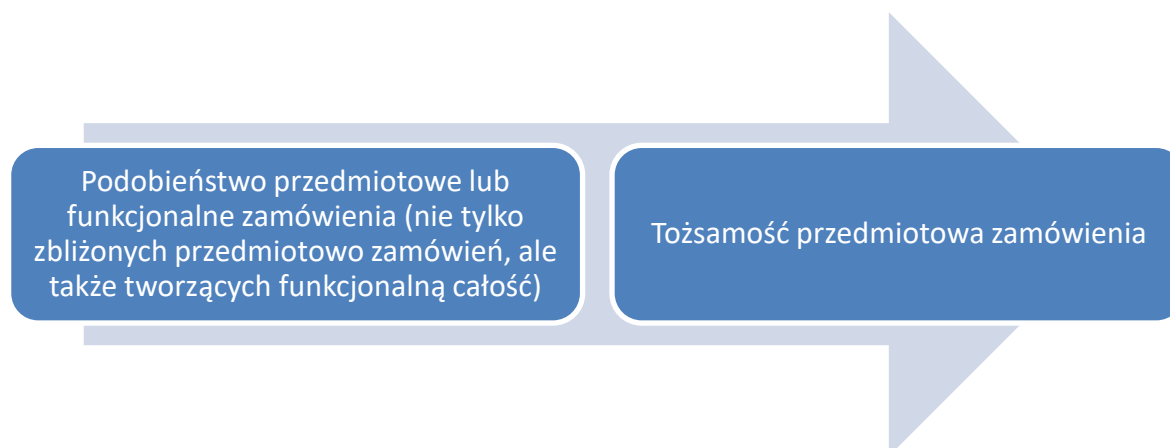 Podobieństwo przedmiotowe lub
funkcjonalne zamówienia (nie tylko
zbliżonych przedmiotowo zamówień, ale
także tworzących funkcjonalną całość)
Tożsamość przedmiotowa zamówienia